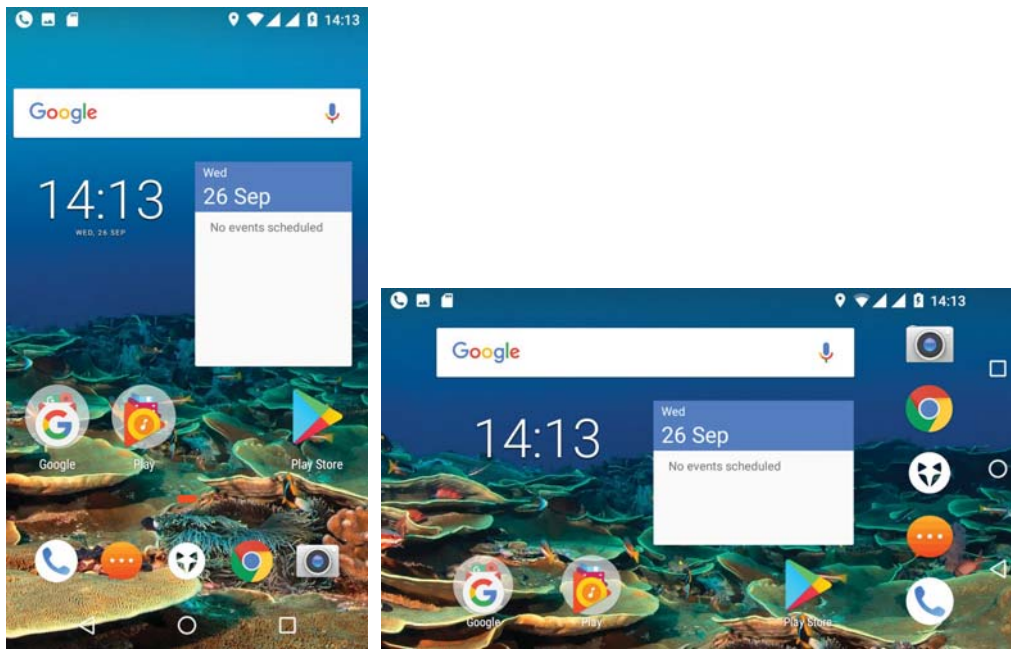 14:13
Google
14:13
WED, 26 SEP
Wed
26 Sep
No events scheduled
Google
Play
Play Store
14:13
Google
14:13
Wed
26 Sep
No events scheduled
Google
Play
Play Store